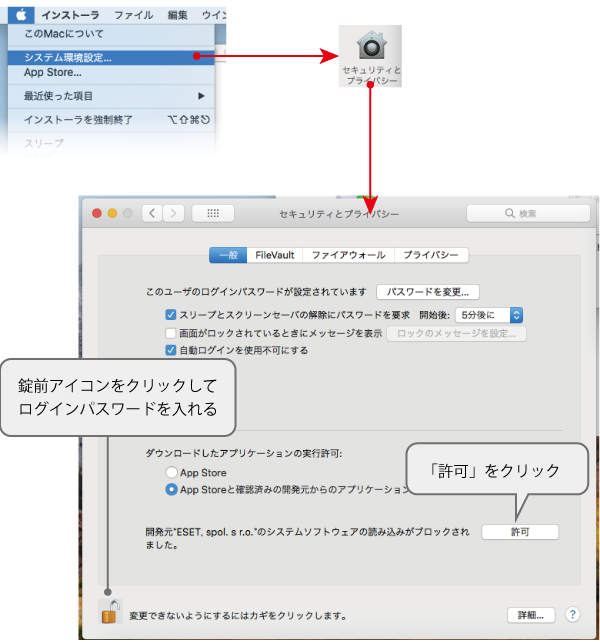 インストーラ ファイル 編集 ウイン
このMacについて
システム環境設定...
App Store...
最近使った項目
インストーラを強制終了 ⌥⇧⌘⎋
スリープ
セキュリティと
プライバシー
セキュリティとプライバシー
検索
一般 FileVault ファイアウォール プライバシー
このユーザのログインパスワードが設定されています パスワードを変更...
スリープとスクリーンセーバの解除にパスワードを要求 開始後: 5分後に
画面がロックされているときにメッセージを表示 ロックのメッセージを設定...
自動ログインを使用不可にする
錠前アイコンをクリックして
ログインパスワードを入れる
ダウンロードしたアプリケーションの実行許可:
App Store
App Storeと確認済みの開発元からのアプリケーション
「許可」をクリック
開発元"ESET, spol. s r.o."のシステムソフトウェアの読み込みがブロックされ
ました。
許可
変更できないようにするにはカギをクリックします。
詳細... ?